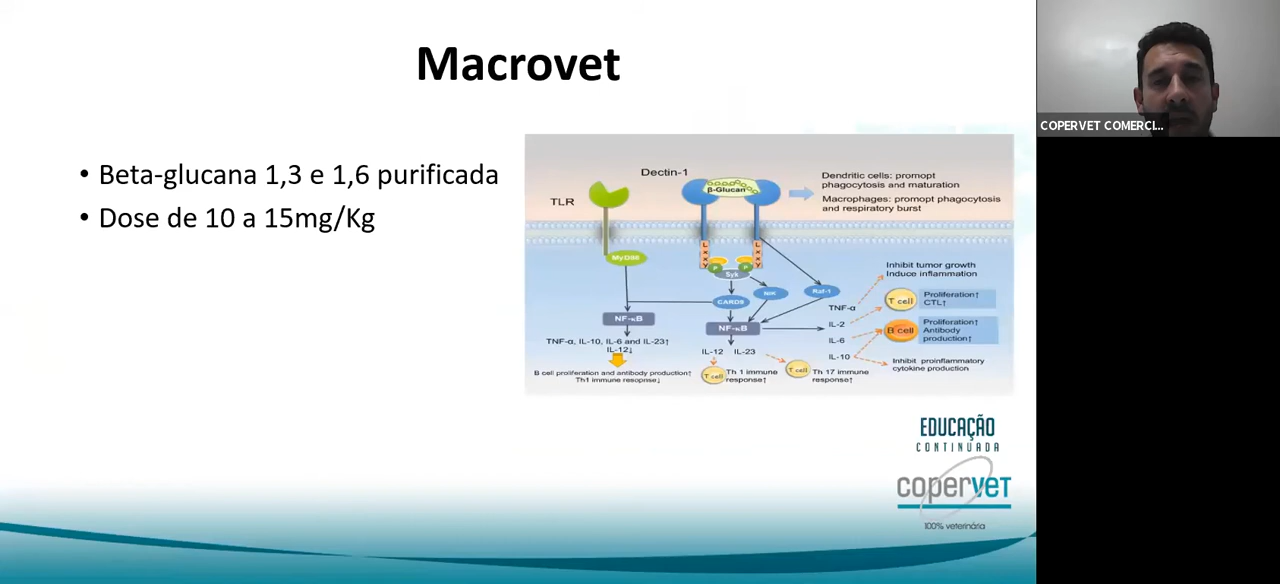 Macrovet
• Beta-glucana 1,3 e 1,6 purificada
• Dose de 10 a 15mg/Kg
Dectin-1
TLR
β-Glucan
Dendritic cells: promopt
phagocytosis and maturation
Macrophages: promopt phagocytosis
and respiratory burst
MyD88
L
x
x
Y
L
x
x
Y
P
P
Syk
CARD9
NIK
Raf-1
NF-κB
NF-κB
TNF-α, IL-10, IL-6 and IL-23↑
IL-12↓
B cell proliferation and antibody production↑
Th1 immune resoprise↓
IL-12
IL-23
T cell
Th 1 immune
response↑
T cell
Th 17 immune
response↑
TNF-α
IL-2
IL-6
IL-10
Inhibit tumor growth
Induce inflammation
T cell
Proliferation↑
CTL↑
B cell
Proliferation↑
Antibody
production↑
Inhibit proinflammatory
cytokine production
EDUCAÇÃO
CONTINUADA
copervet
100% veterinária
COPERVET COMERCI...